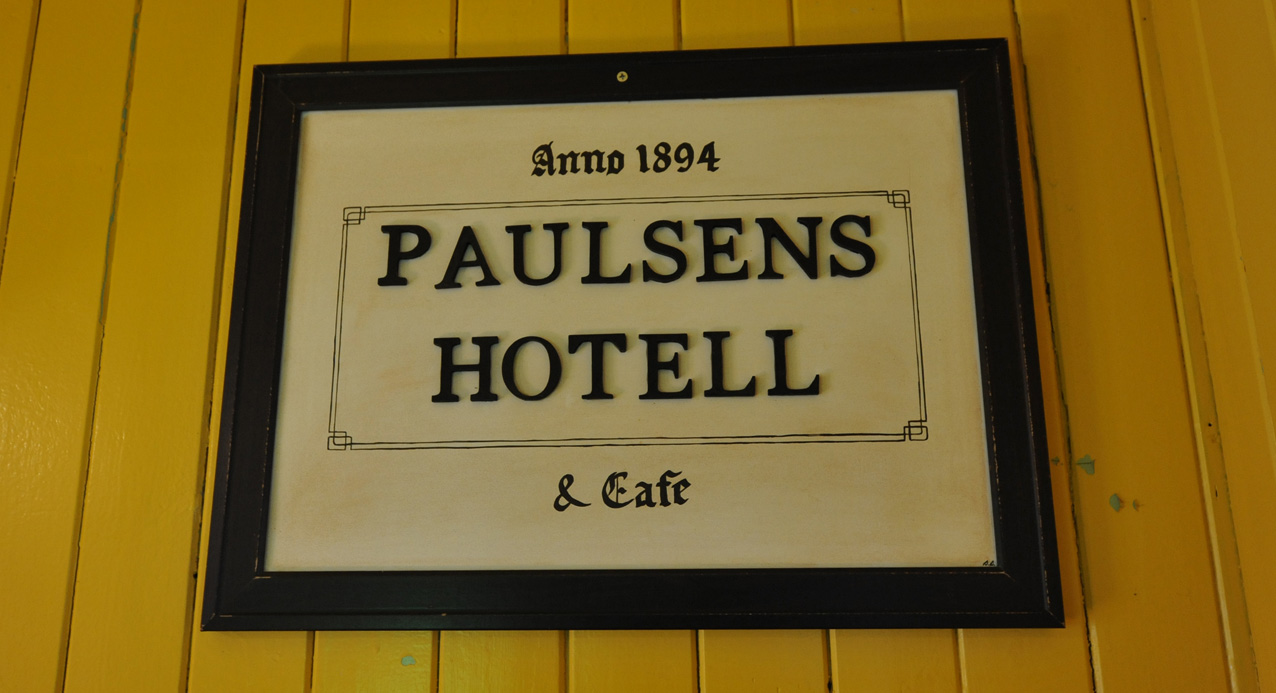 Anno 1894
PAULSENS
HOTELL
& Cafe